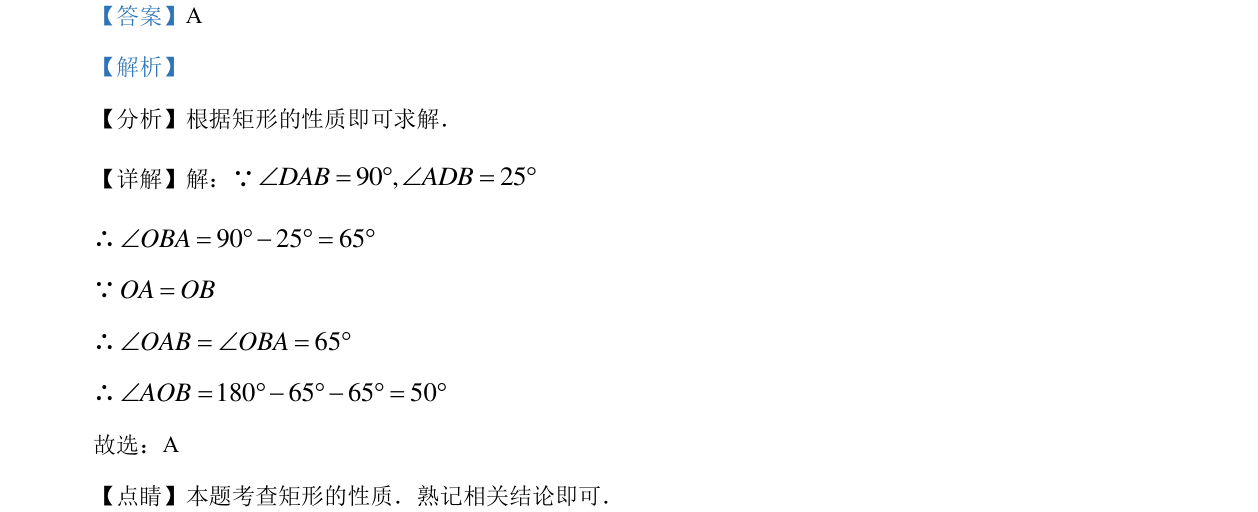 【答案】A
【解析】
【分析】根据矩形的性质即可求解．
【详解】解：∵∠DAB＝90°,∠ADB＝25°
∴∠OBA＝90°－25°＝65°
∵OA＝OB
∴∠OAB＝∠OBA＝65°
∴∠AOB＝180°－65°－65°＝50°
故选：A
【点睛】本题考查矩形的性质．熟记相关结论即可．